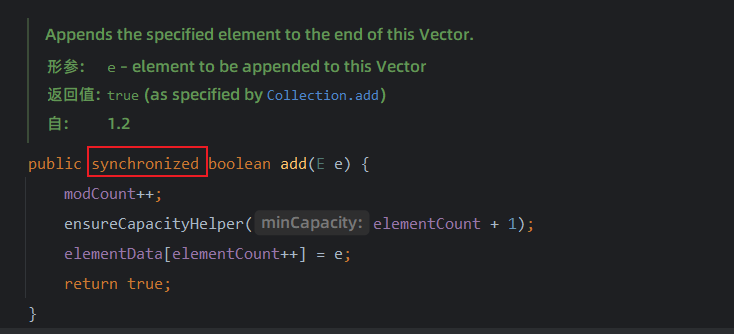 Appends the specified element to the end of this Vector.
形参: e – element to be appended to this Vector
返回值: true (as specified by Collection.add)
自: 1.2
public synchronized boolean add(E e) {
modCount++;
ensureCapacityHelper( minCapacity: elementCount + 1);
elementData[elementCount++] = e;
return true;
}